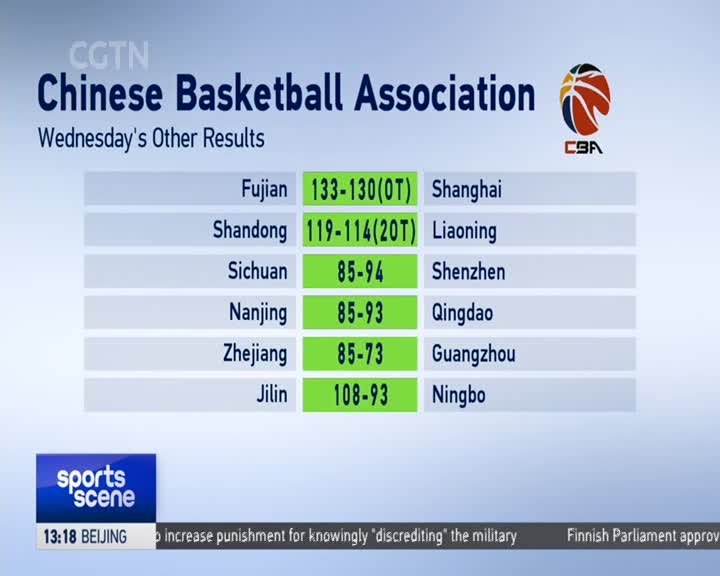 CGTN
Chinese Basketball Association
Wednesday's Other Results
CBA
Fujian 133-130(OT) Shanghai
Shandong 119-114(2OT) Liaoning
Sichuan 85-94 Shenzhen
Nanjing 85-93 Qingdao
Zhejiang 85-73 Guangzhou
Jilin 108-93 Ningbo
sports
scene
13:18 BEIJING o increase punishment for knowingly "discrediting" the military Finnish Parliament approv